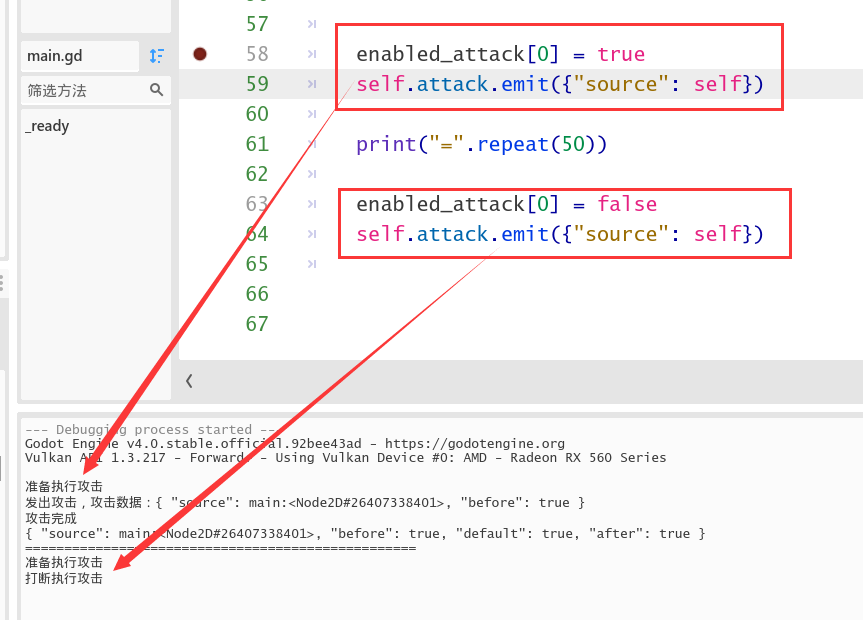 57
main.gd
58 enabled_attack[0] = true
筛选方法
59 self.attack.emit({"source": self})
60
_ready
61 print("=".repeat(50))
62
63 enabled_attack[0] = false
64 self.attack.emit({"source": self})
65
66
67
--- Debugging process started ---
Godot Engine v4.0.stable.official.92bee43ad - https://godotengine.org
Vulkan API 1.3.217 - Forward+ - Using Vulkan Device #0: AMD - Radeon RX 560 Series
准备执行攻击
发出攻击，攻击数据：{ "source": main:<Node2D#26407338401>, "before": true }
攻击完成
{ "source": main:<Node2D#26407338401>, "before": true, "default": true, "after": true }
==================================================
准备执行攻击
打断执行攻击